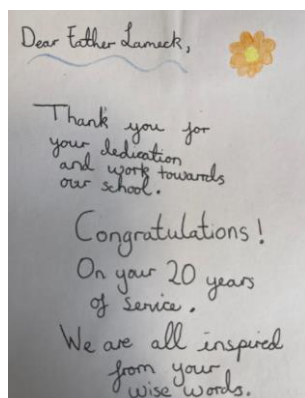 Dear Father Lameck,
Thank you for
your dedication
and work towards
our school.
Congratulations!
On your 20 years
of service.
We are all inspired
from your
wise words.